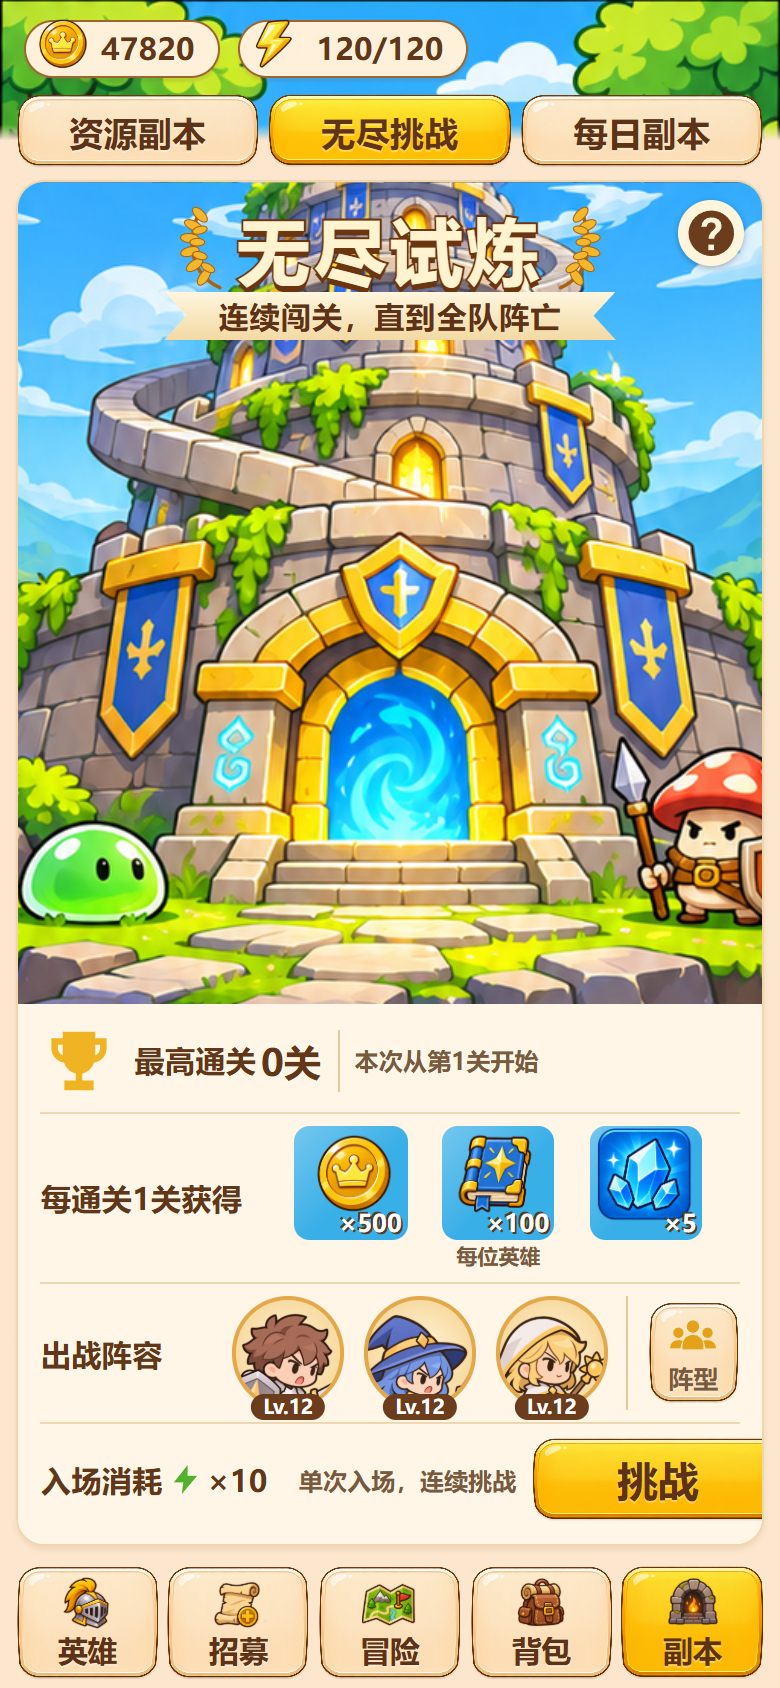 47820
120/120
资源副本
无尽挑战
每日副本
无尽试炼
?
连续闯关，直到全队阵亡
最高通关 0关
本次从第1关开始
每通关1关获得
×500
×100
×5
每位英雄
出战阵容
Lv.12
Lv.12
Lv.12
阵型
入场消耗 ×10
单次入场，连续挑战
挑战
英雄
招募
冒险
背包
副本